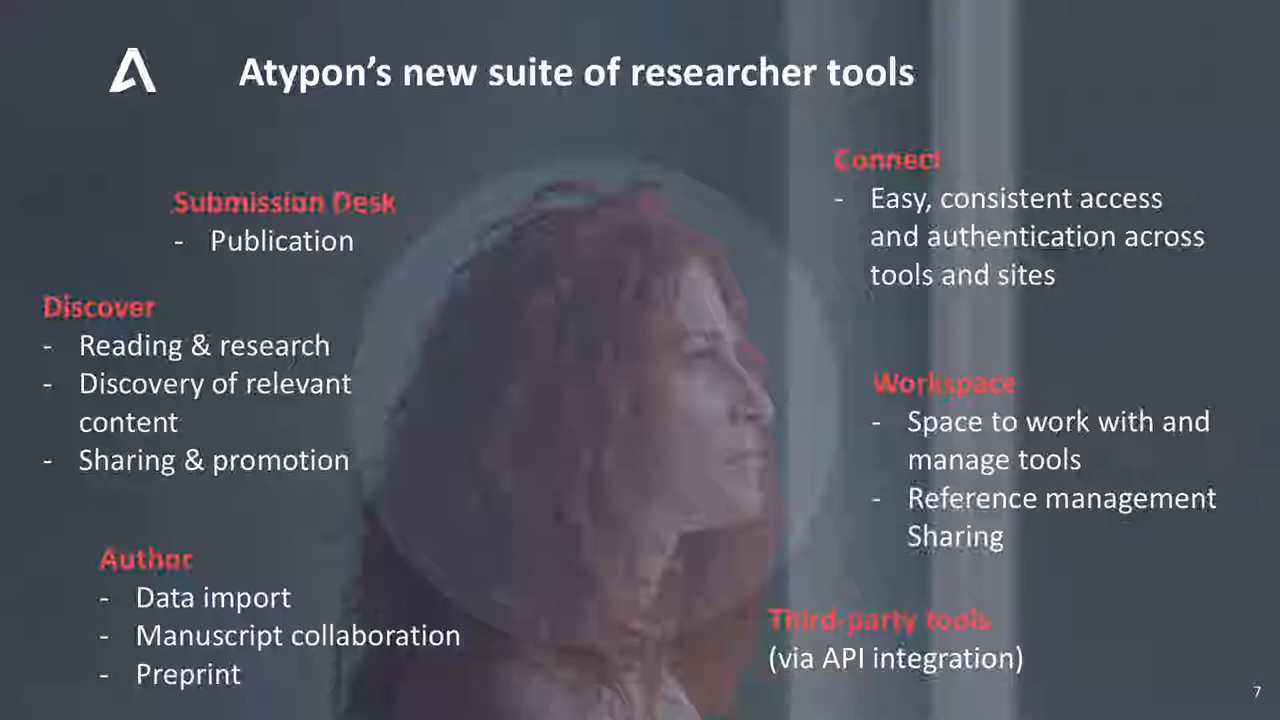 Atypon’s new suite of researcher tools
Submission Desk
- Publication
Discover
- Reading & research
- Discovery of relevant
content
- Sharing & promotion
Author
- Data import
- Manuscript collaboration
- Preprint
Connect
- Easy, consistent access
and authentication across
tools and sites
Workspace
- Space to work with and
manage tools
- Reference management
Sharing
Third-party tools
(via API integration)
7